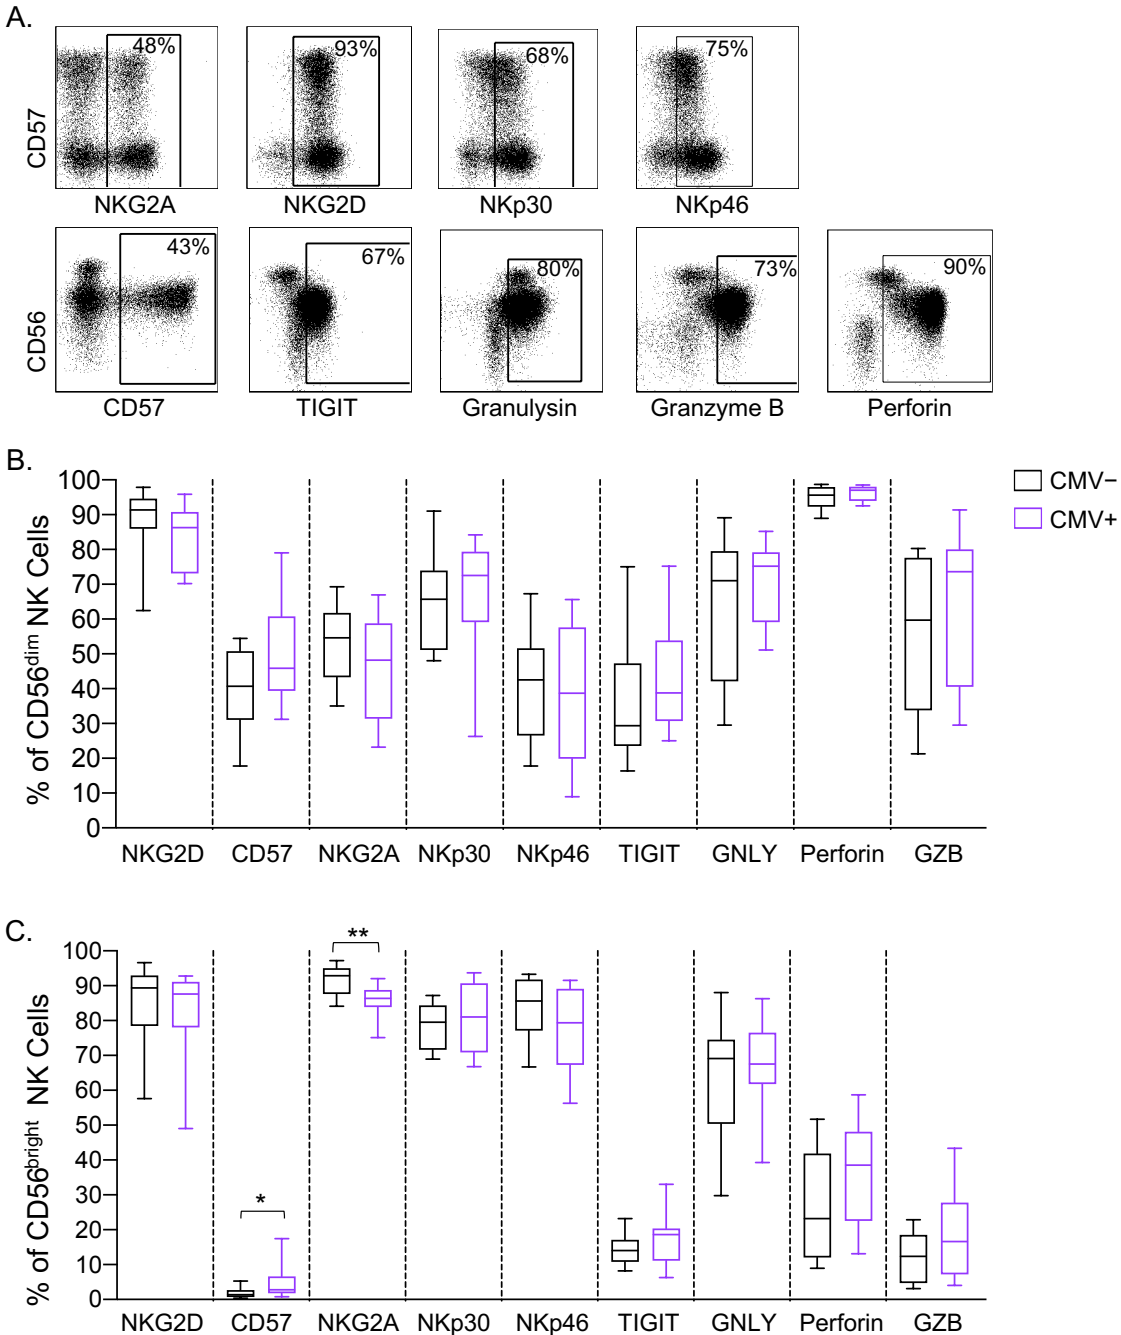 A.
48%
93%
68%
75%
CD57
NKG2A
NKG2D
NKp30
NKp46
43%
67%
80%
73%
90%
CD56
CD57
TIGIT
Granulysin
Granzyme B
Perforin
B.
100
90
80
70
60
50
40
30
20
10
0
% of CD56dim NK Cells
CMV−
CMV+
NKG2D
CD57
NKG2A
NKp30
NKp46
TIGIT
GNLY
Perforin
GZB
C.
100
90
80
70
60
50
40
30
20
10
0
% of CD56bright NK Cells
*
**
NKG2D
CD57
NKG2A
NKp30
NKp46
TIGIT
GNLY
Perforin
GZB